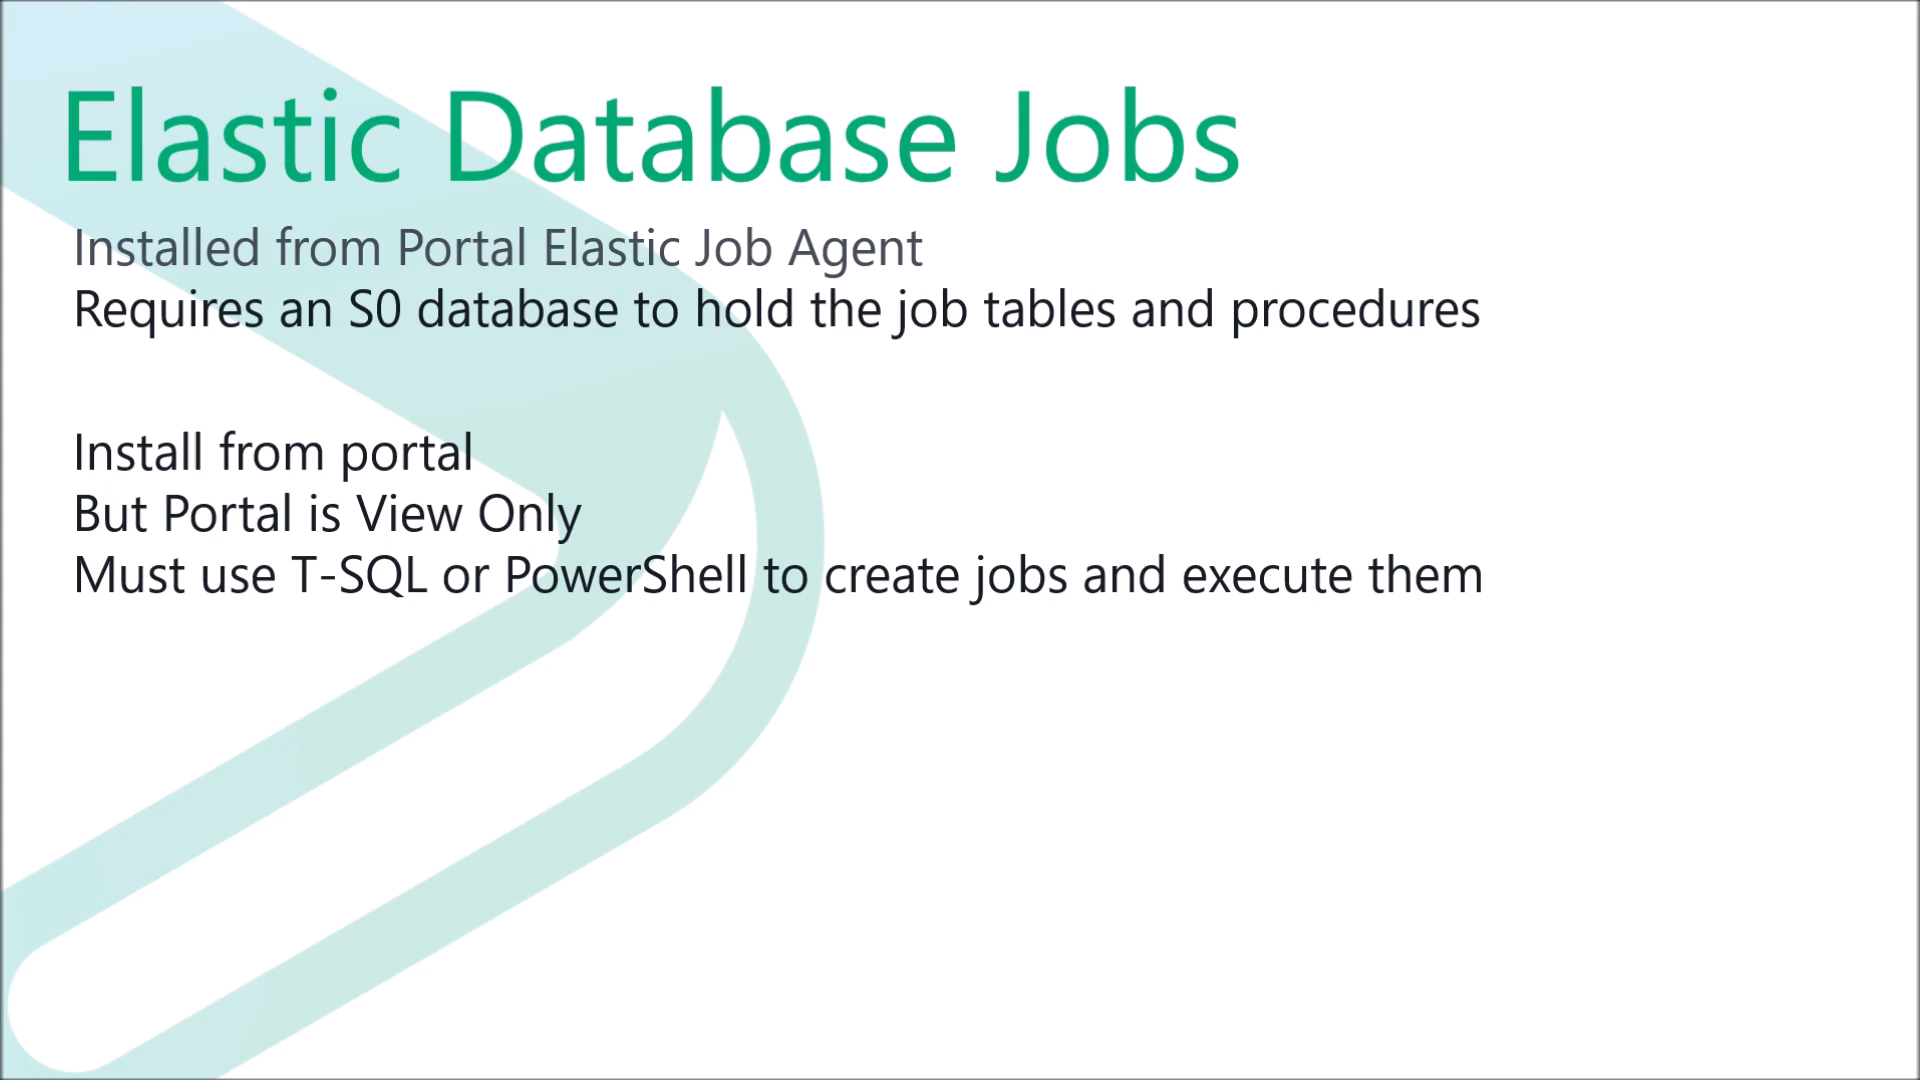 Elastic Database Jobs
Installed from Portal Elastic Job Agent
Requires an S0 database to hold the job tables and procedures
Install from portal
But Portal is View Only
Must use T-SQL or PowerShell to create jobs and execute them